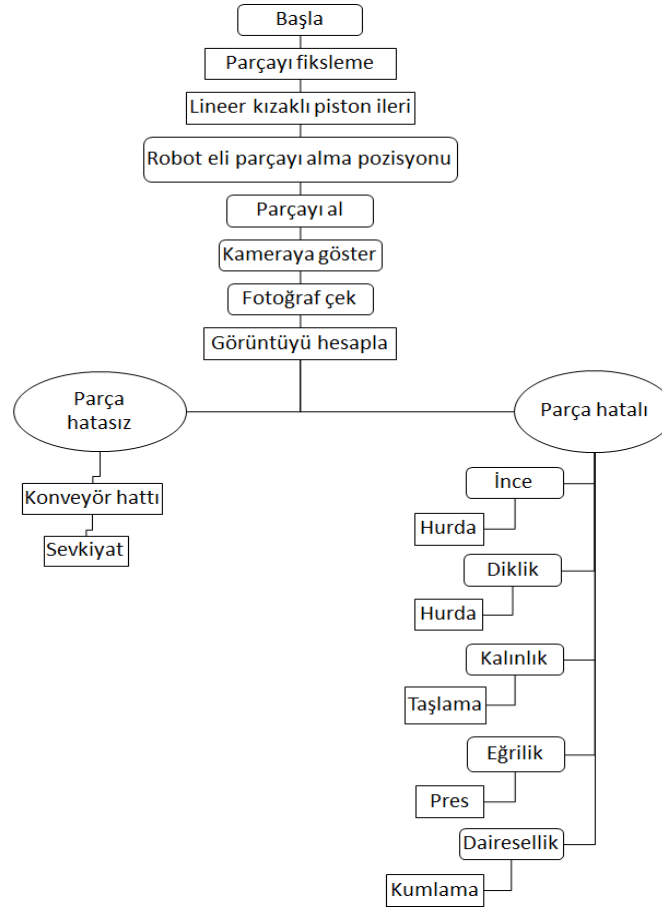 Başla
Parçayı fiksleme
Lineer kızaklı piston ileri
Robot eli parçayı alma pozisyonu
Parçayı al
Kameraya göster
Fotoğraf çek
Görüntüyü hesapla
Parça
hatasız
Konveyör hattı
Sevkiyat
Parça hatalı
İnce
Hurda
Diklik
Hurda
Kalınlık
Taşlama
Eğrilik
Pres
Dairesellik
Kumlama